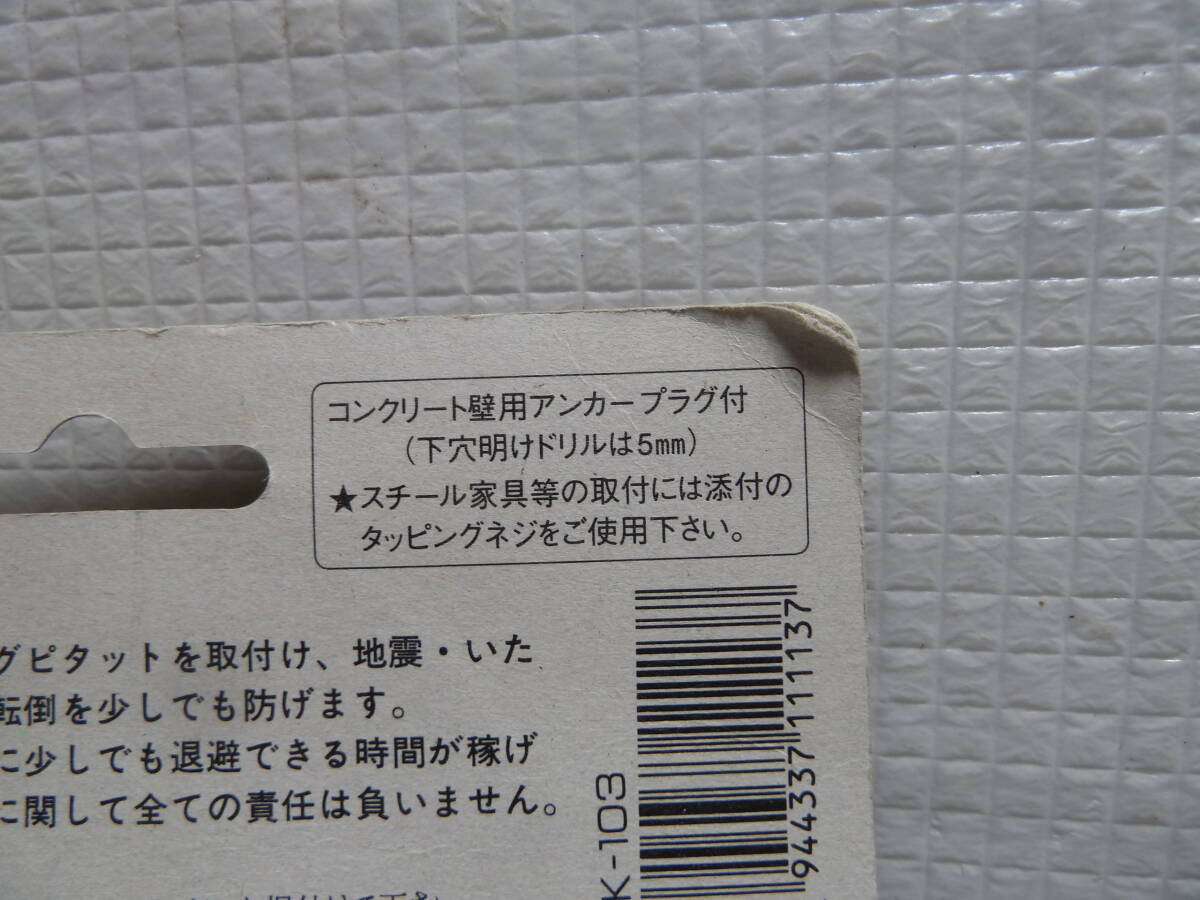 コンクリート壁用アンカープラグ付
(下穴明けドリルは5mm)
★スチール家具等の取付には添付の
タッピングネジをご使用下さい。
グピタットを取付け、地震・いた
転倒を少しでも防げます。
に少しでも退避できる時間が稼げ
に関して全ての責任は負いません。
K-103
944337 111137